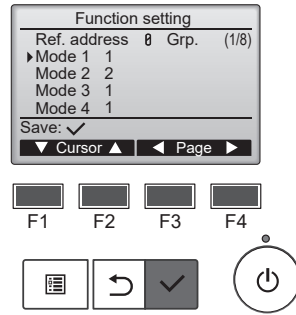 Function setting
Ref. address 0 Grp. (1/8)
Mode 1 1
Mode 2 2
Mode 3 1
Mode 4 1
Save:
Cursor Page
F1 F2 F3 F4